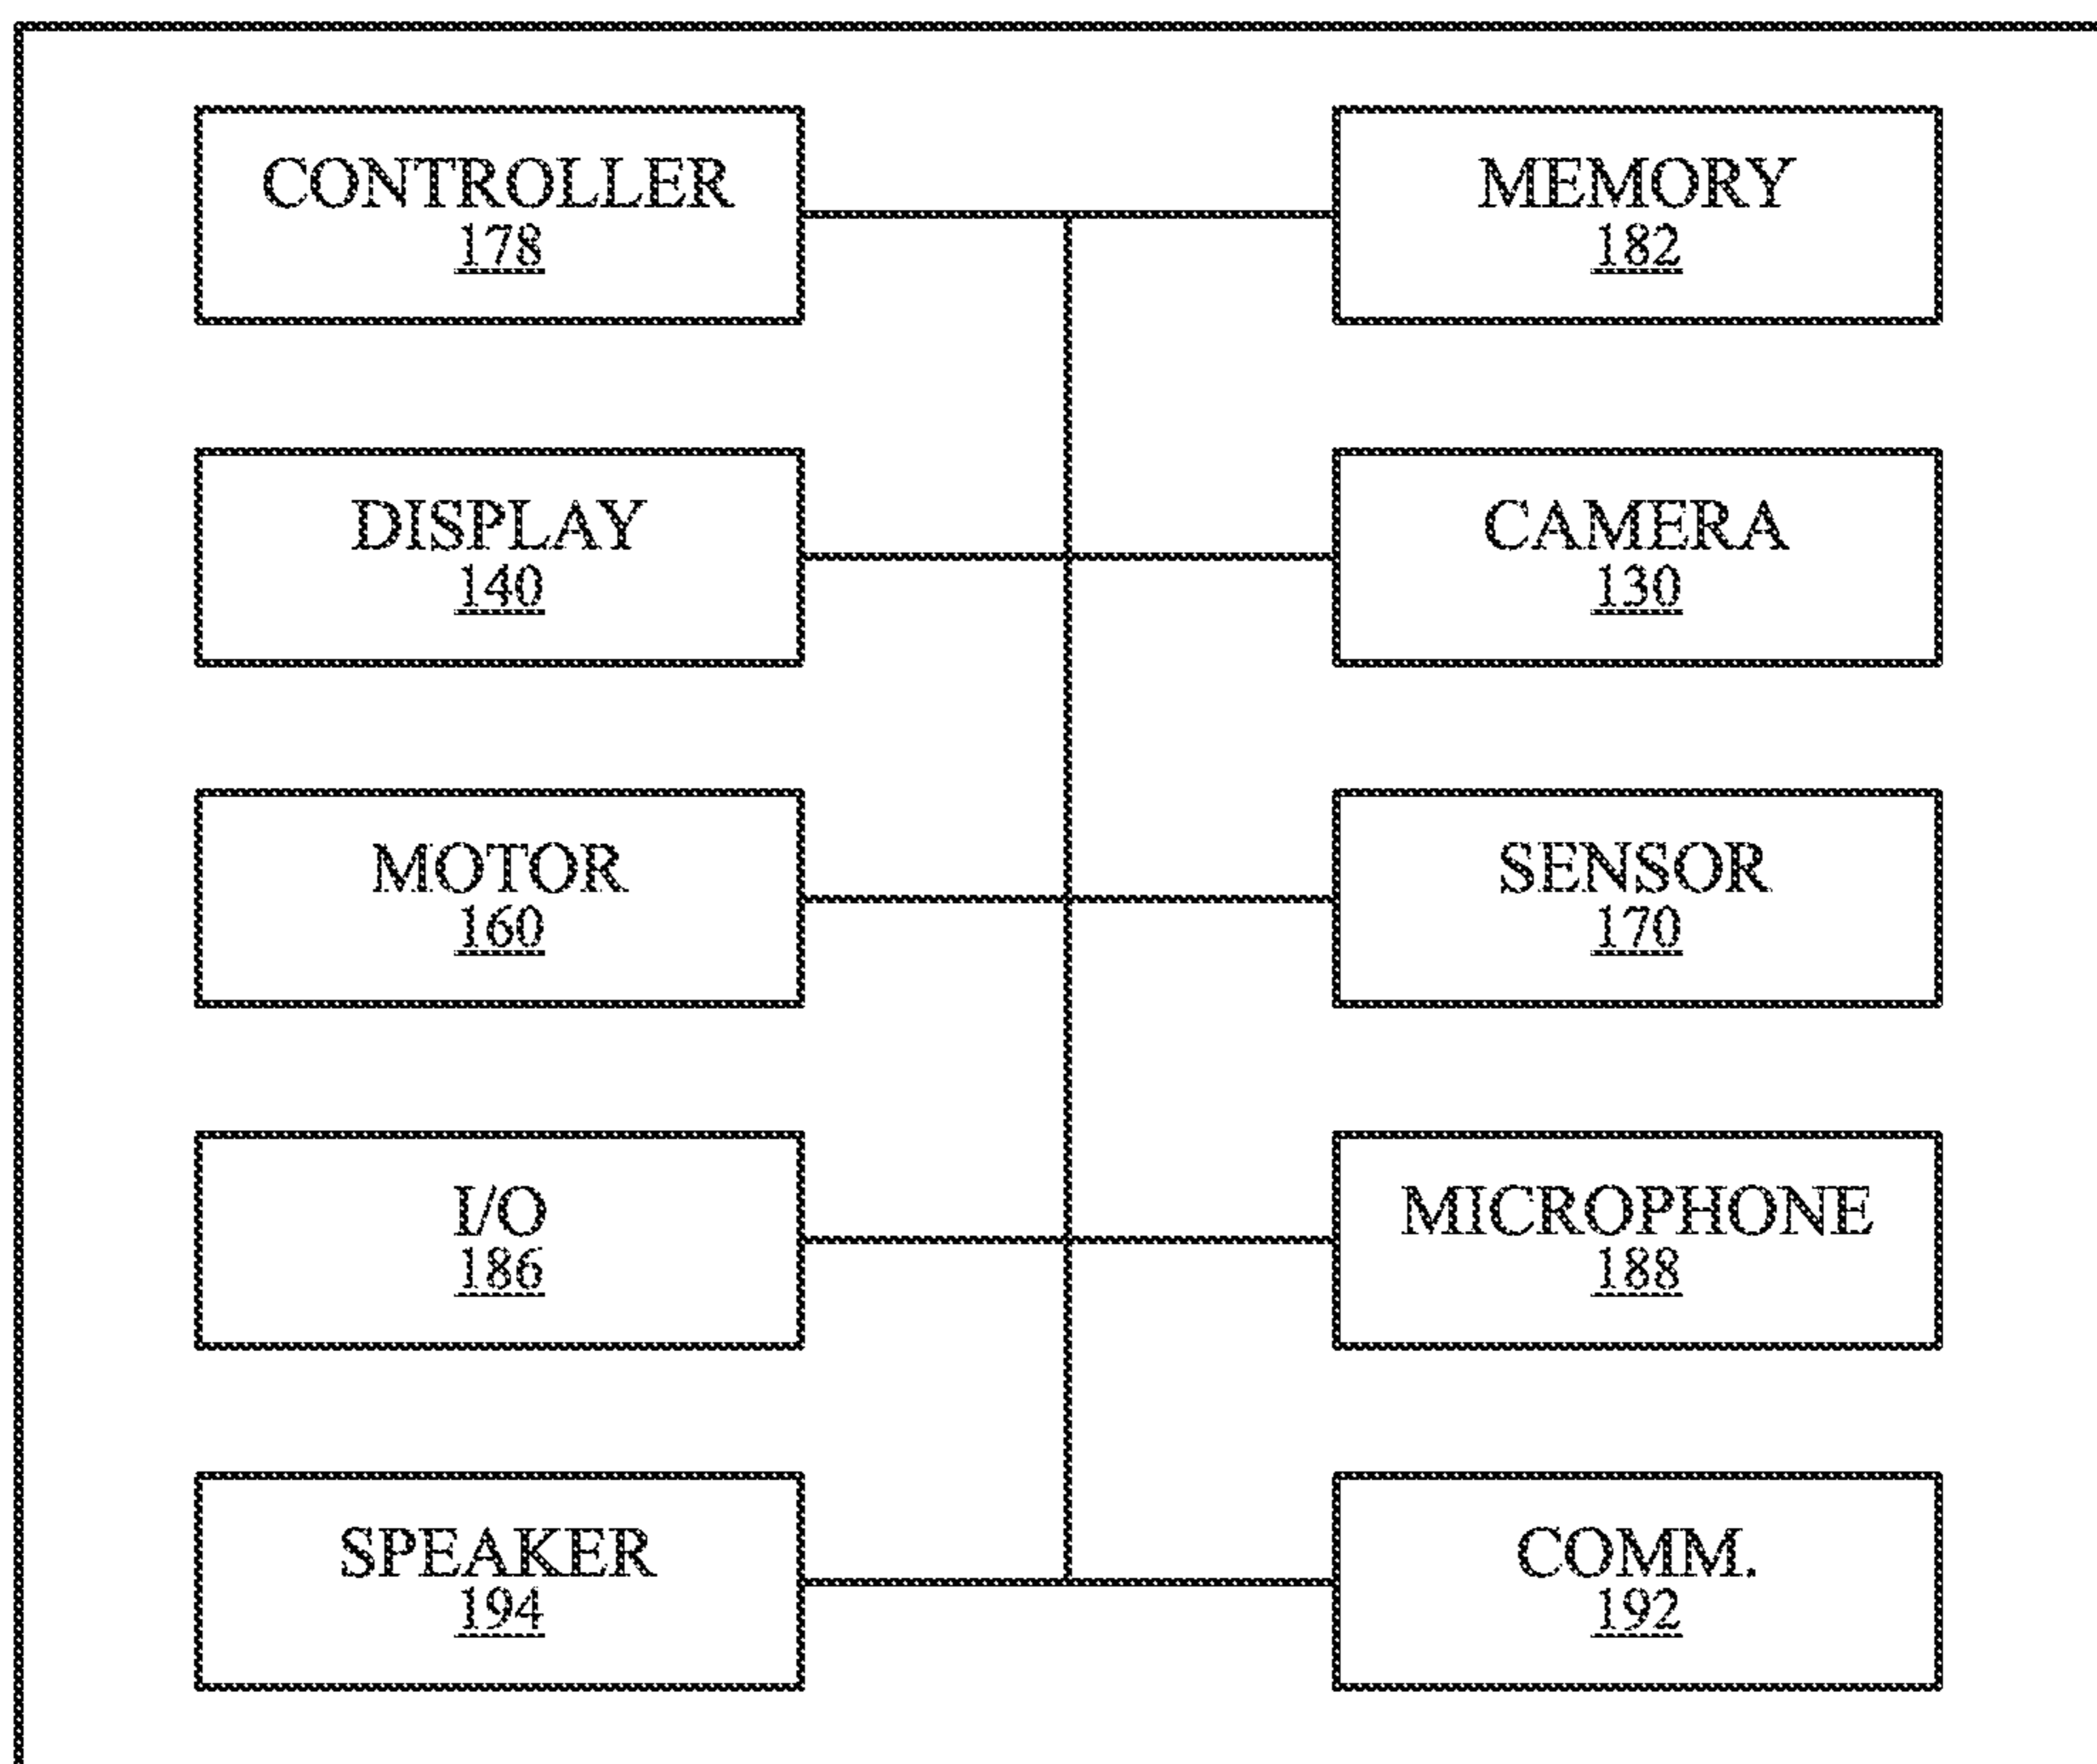 CONTROLLER
178
MEMORY
182
DISPLAY
140
CAMERA
130
MOTOR
160
SENSOR
170
I/O
186
MICROPHONE
188
SPEAKER
194
COMM.
192